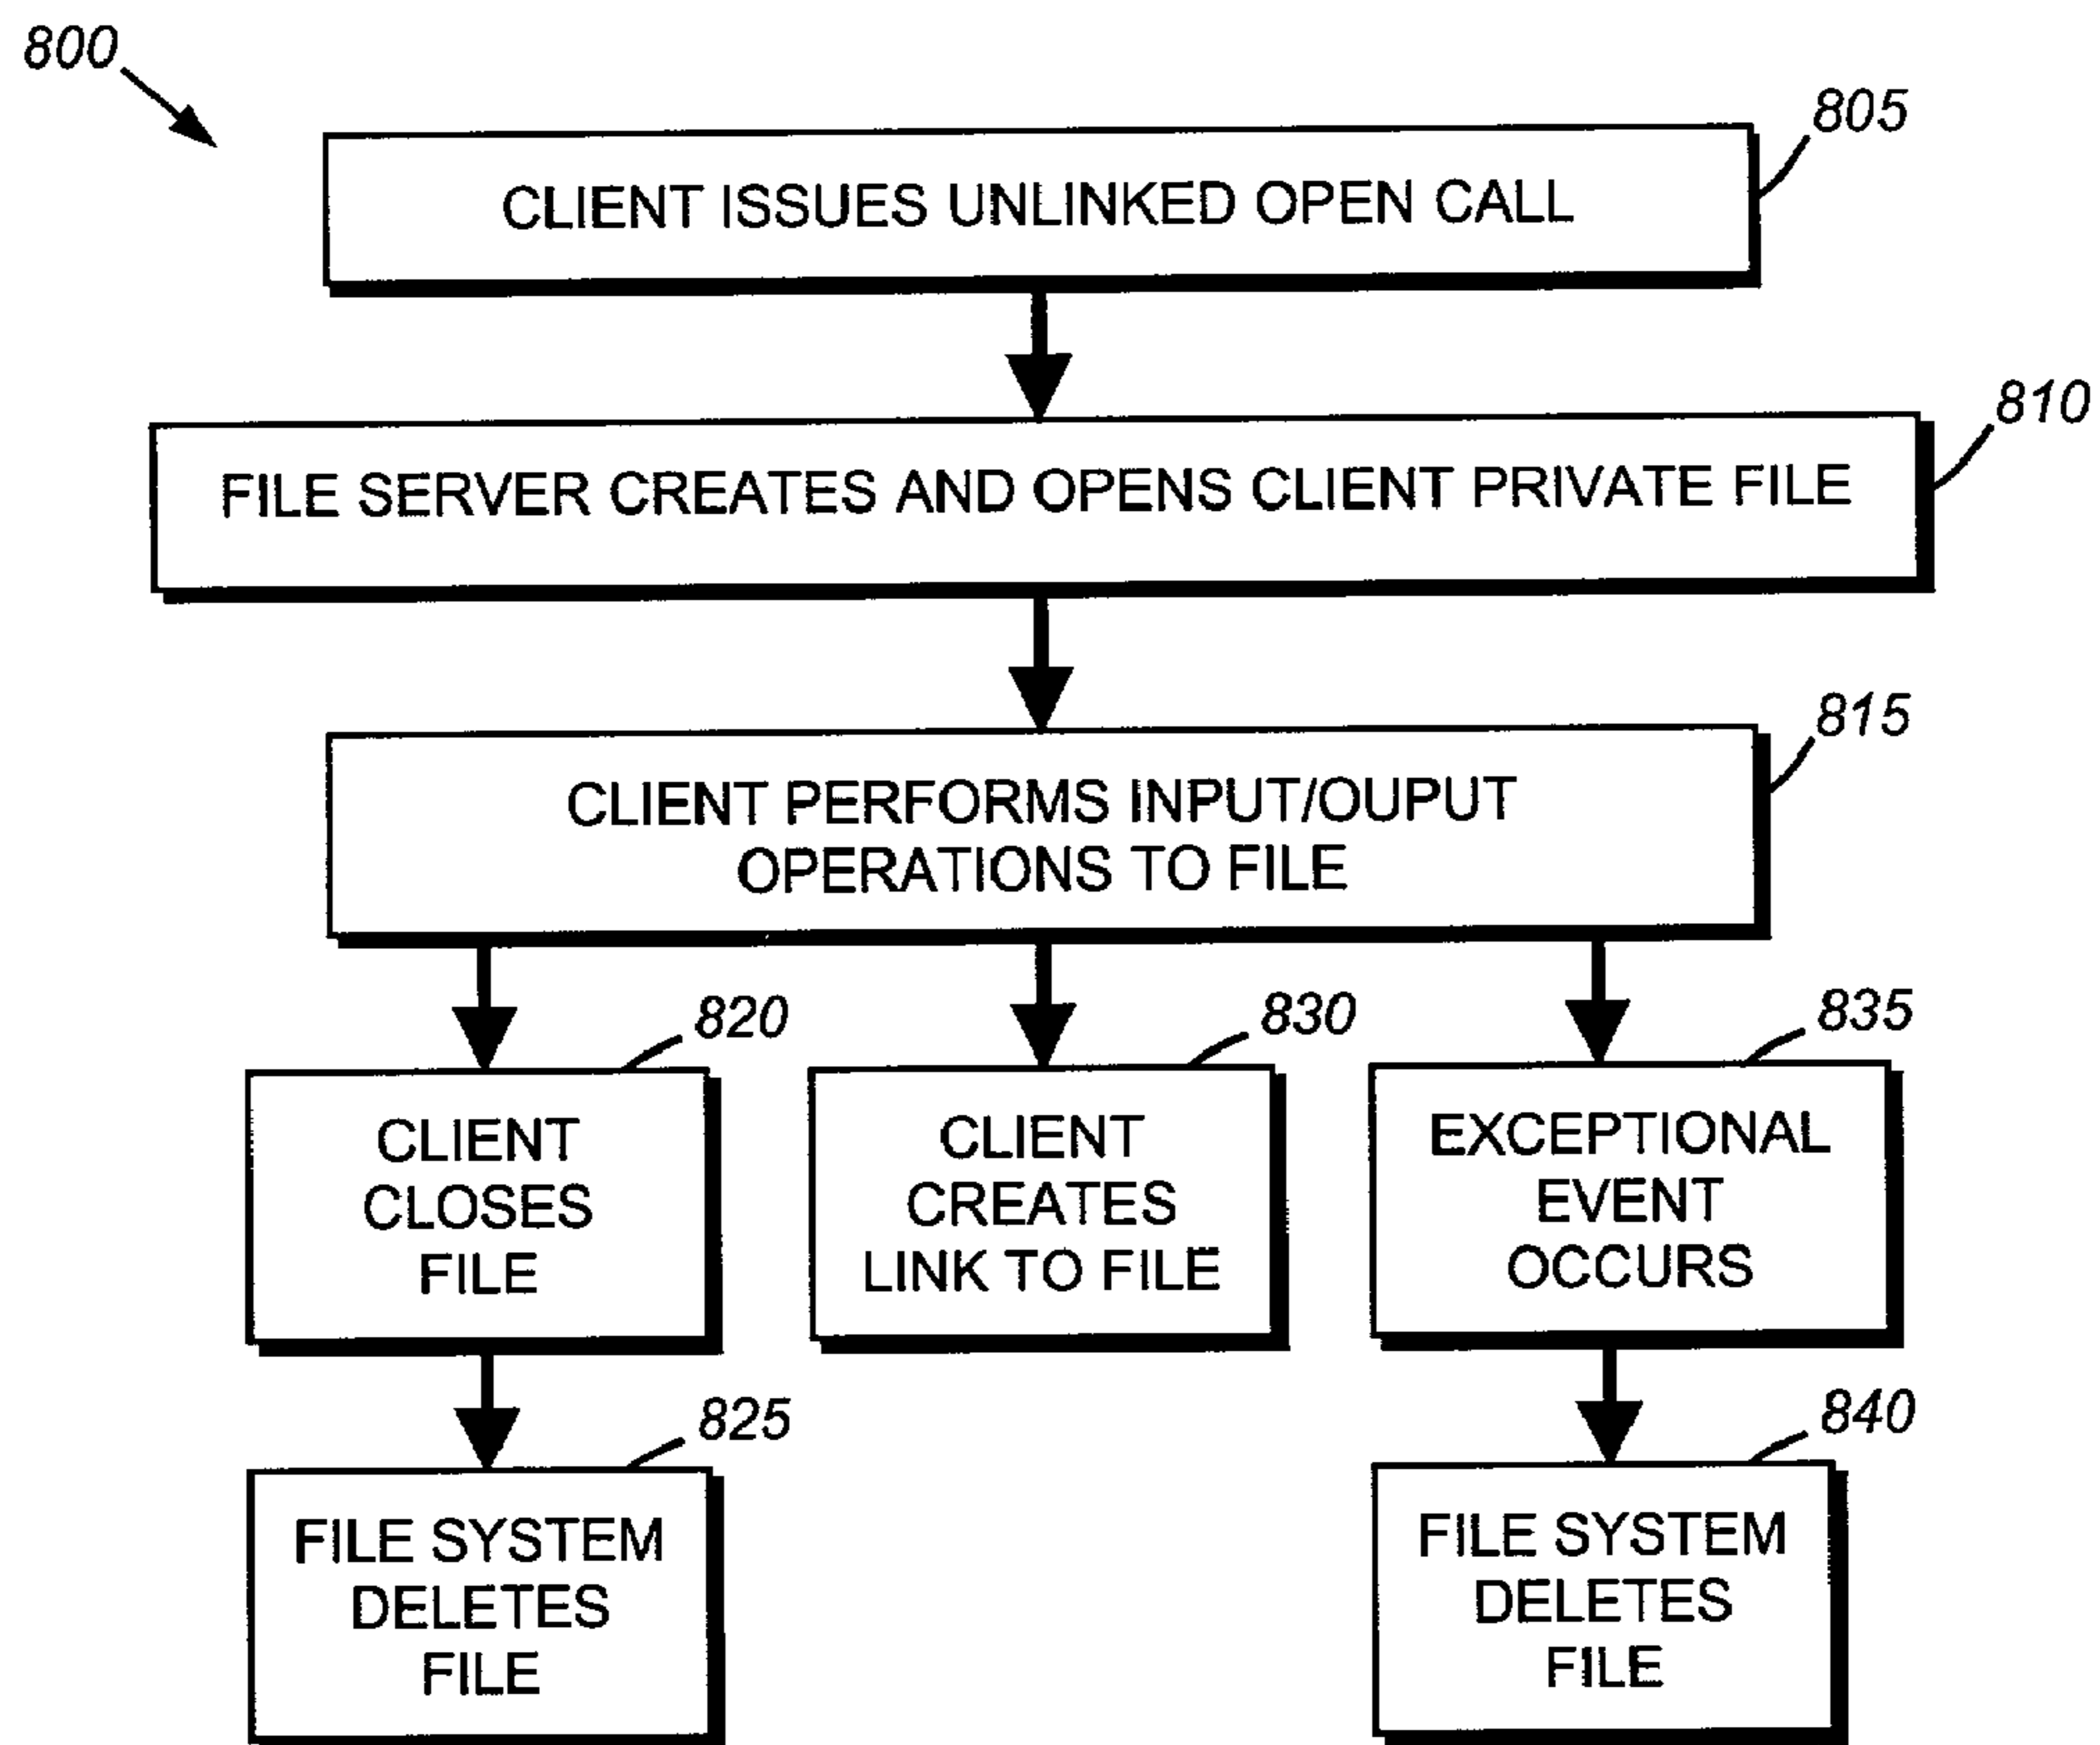 800
805
CLIENT ISSUES UNLINKED OPEN CALL
810
FILE SERVER CREATES AND OPENS CLIENT PRIVATE FILE
815
CLIENT PERFORMS INPUT/OUPUT
OPERATIONS TO FILE
820
CLIENT
CLOSES
FILE
830
CLIENT
CREATES
LINK TO FILE
835
EXCEPTIONAL
EVENT
OCCURS
825
FILE SYSTEM
DELETES
FILE
840
FILE SYSTEM
DELETES
FILE